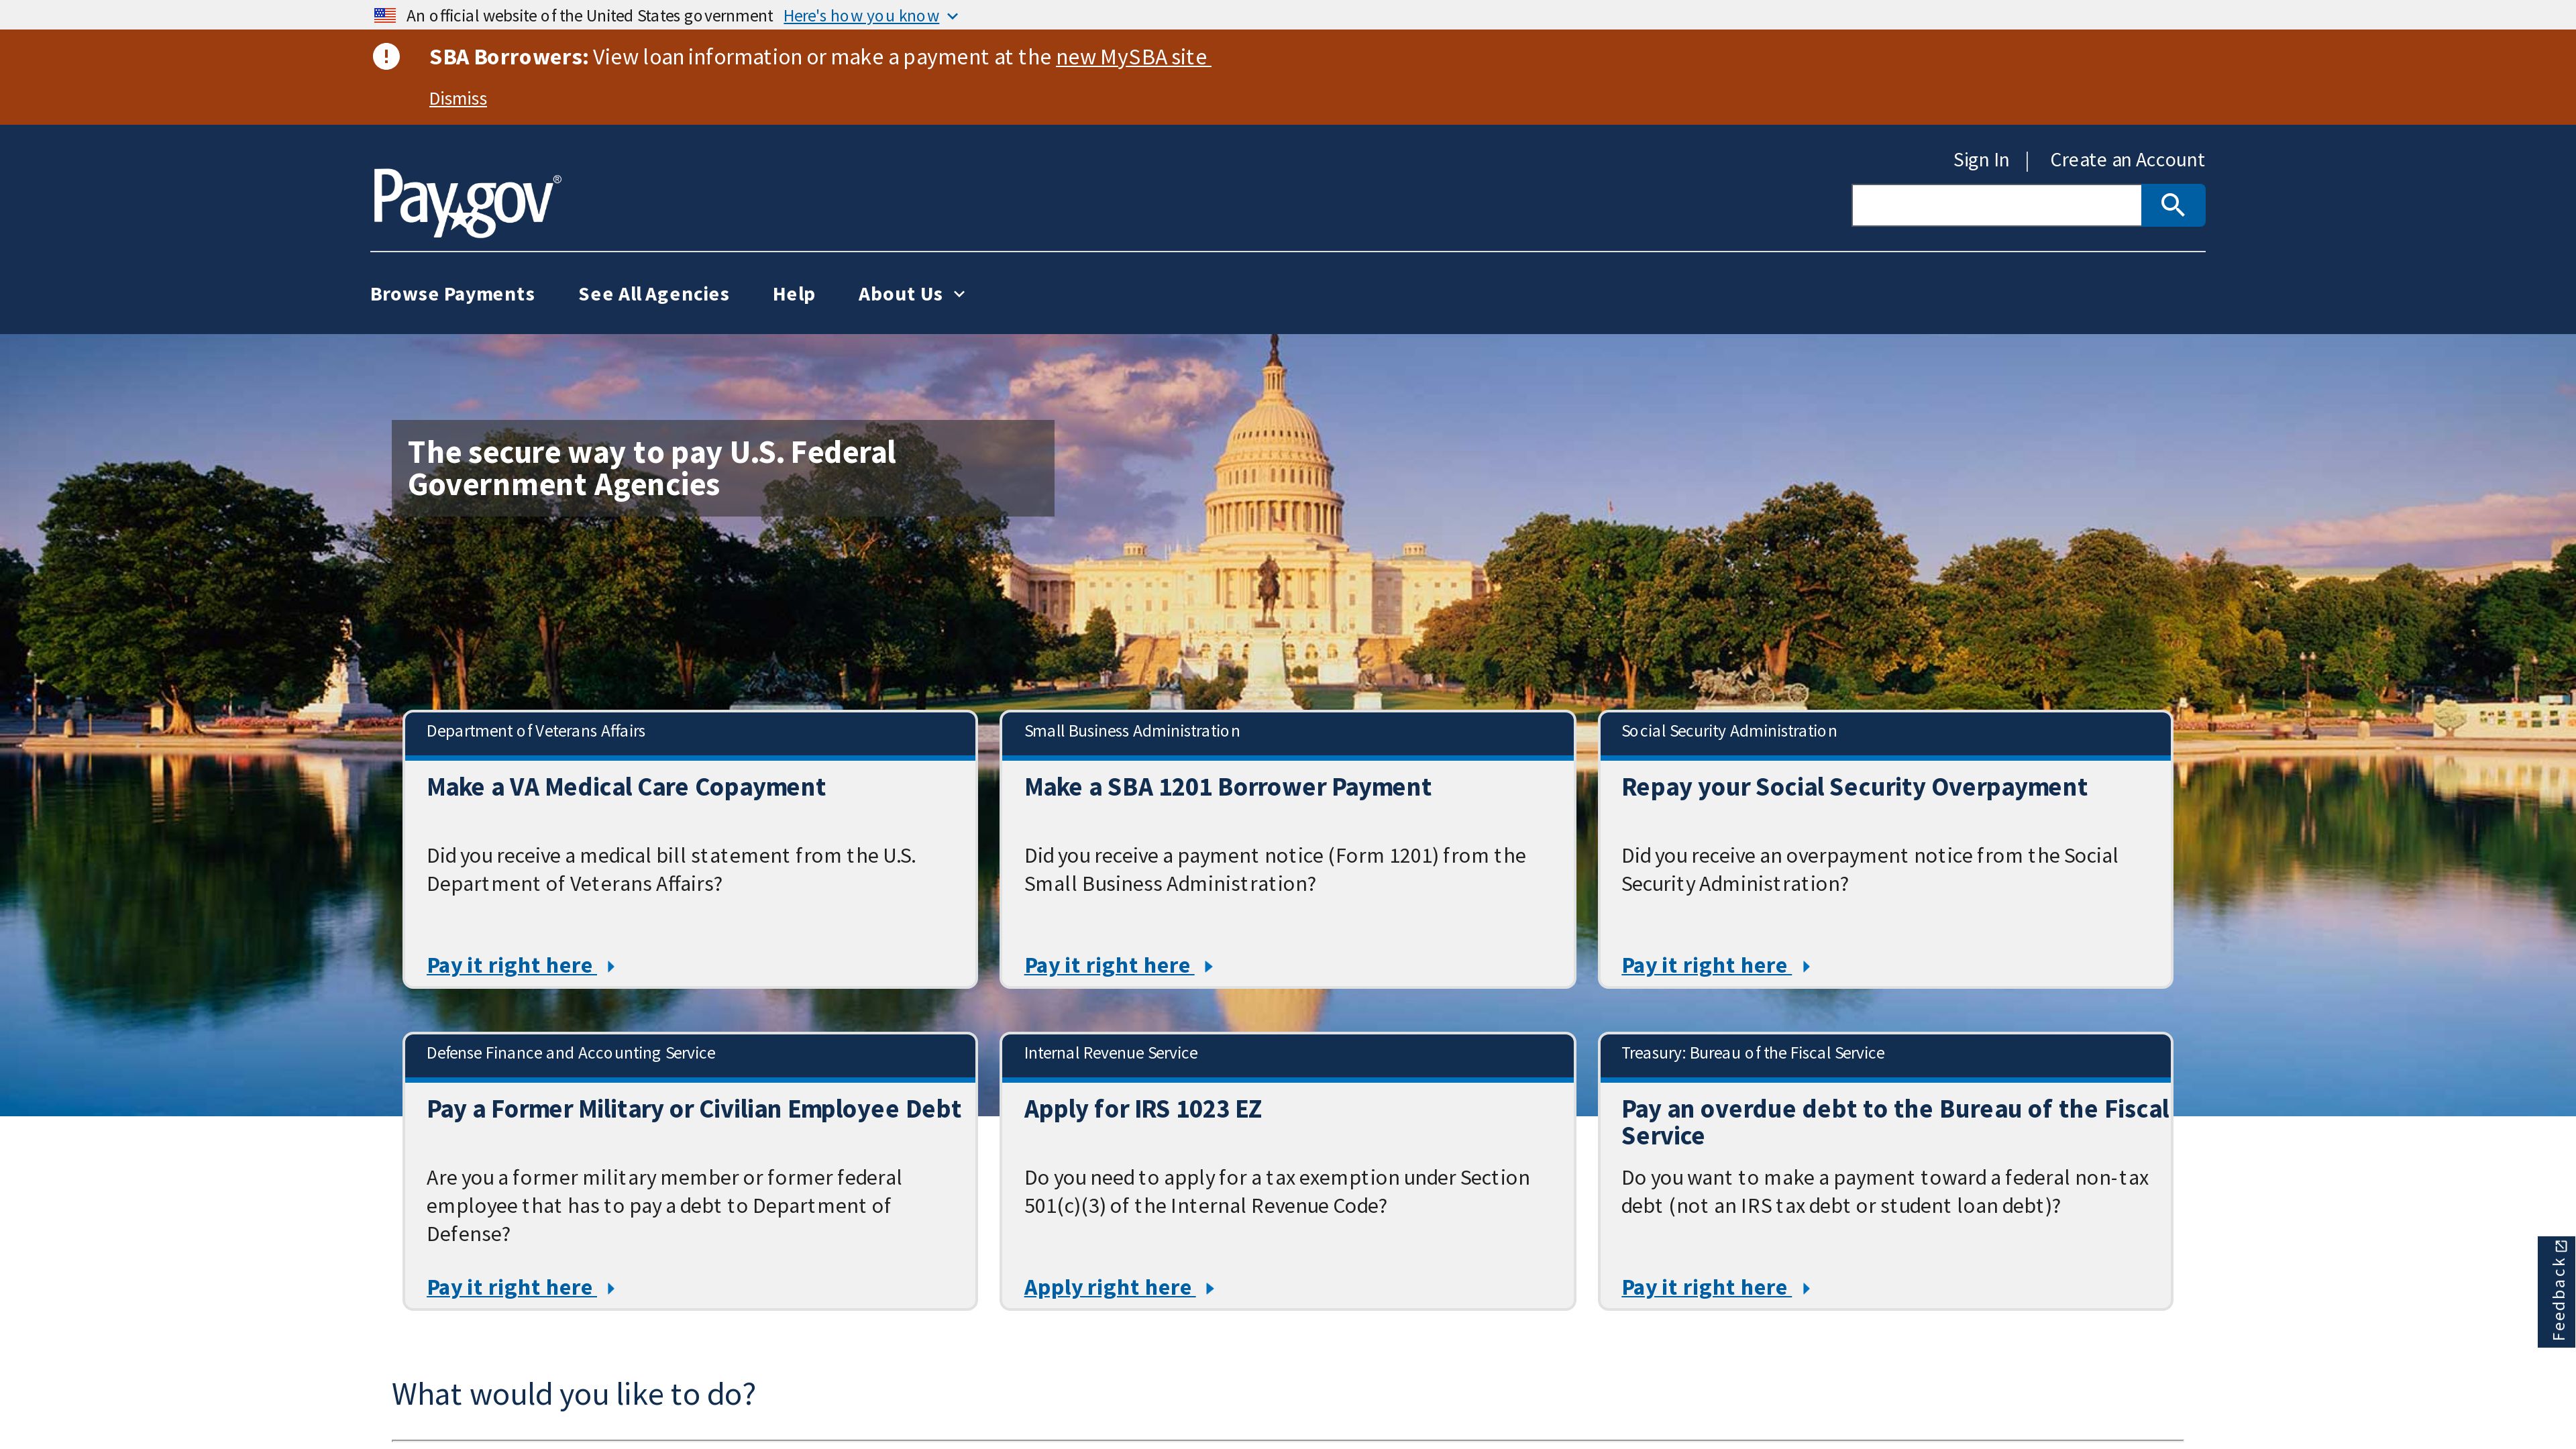 An official website of the United States government Here's how you know
SBA Borrowers: View loan information or make a payment at the new MySBA site
Dismiss
Sign In | Create an Account
Pay.gov®
Browse Payments See All Agencies Help About Us
The secure way to pay U.S. Federal
Government Agencies
Department of Veterans Affairs
Make a VA Medical Care Copayment
Did you receive a medical bill statement from the U.S.
Department of Veterans Affairs?
Pay it right here
Small Business Administration
Make a SBA 1201 Borrower Payment
Did you receive a payment notice (Form 1201) from the
Small Business Administration?
Pay it right here
Social Security Administration
Repay your Social Security Overpayment
Did you receive an overpayment notice from the Social
Security Administration?
Pay it right here
Defense Finance and Accounting Service
Pay a Former Military or Civilian Employee Debt
Are you a former military member or former federal
employee that has to pay a debt to Department of
Defense?
Pay it right here
Internal Revenue Service
Apply for IRS 1023 EZ
Do you need to apply for a tax exemption under Section
501(c)(3) of the Internal Revenue Code?
Apply right here
Treasury: Bureau of the Fiscal Service
Pay an overdue debt to the Bureau of the Fiscal
Service
Do you want to make a payment toward a federal non-tax
debt (not an IRS tax debt or student loan debt)?
Pay it right here
Feedback
What would you like to do?